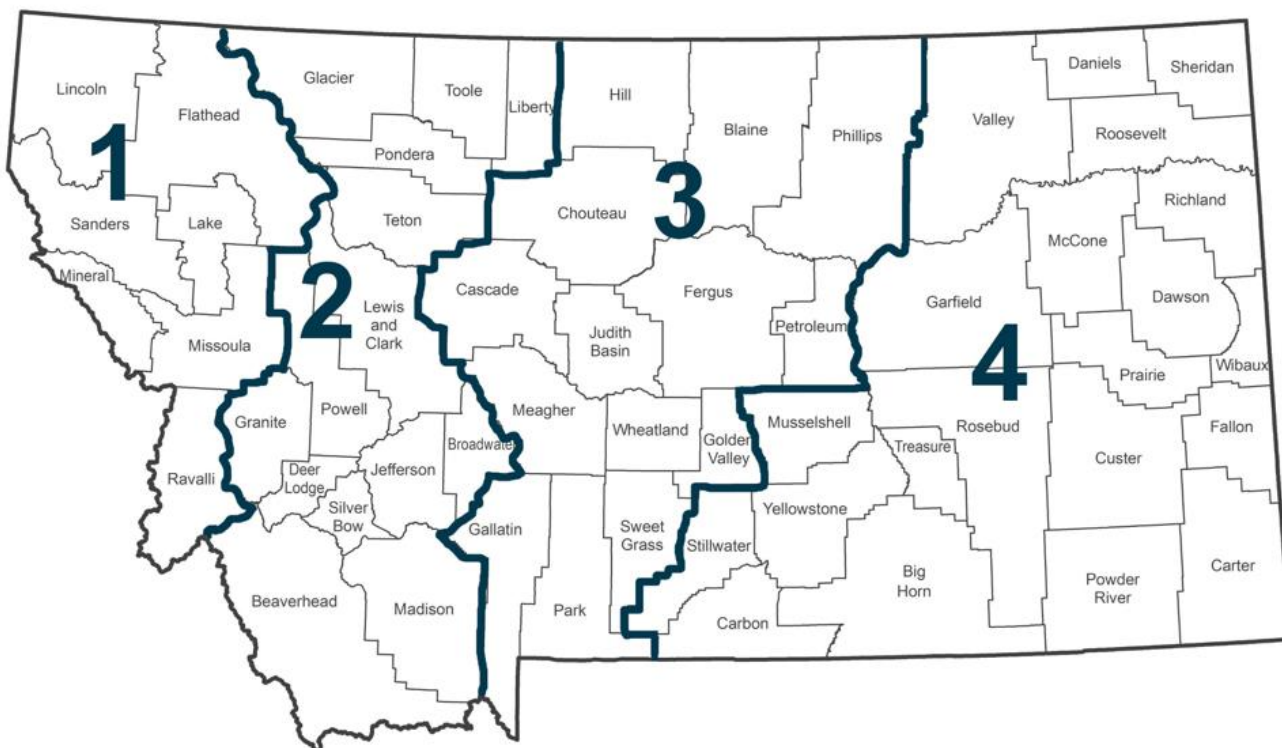 Lincoln
Flathead
Glacier
Toole
Liberty
Hill
Blaine
Phillips
Valley
Daniels
Sheridan
Roosevelt
1
Pondera
3
Sanders
Lake
Teton
Chouteau
McCone
Richland
Mineral
2
Lewis
and
Clark
Cascade
Fergus
Garfield
Dawson
Missoula
Judith
Basin
Petroleum
4
Prairie
Wibaux
Granite
Powell
Meagher
Wheatland
Golden
Valley
Musselshell
Rosebud
Treasure
Custer
Fallon
Ravalli
Deer
Lodge
Jefferson
Broadwater
Silver
Bow
Gallatin
Sweet
Grass
Stillwater
Yellowstone
Beaverhead
Madison
Park
Carbon
Big
Horn
Powder
River
Carter